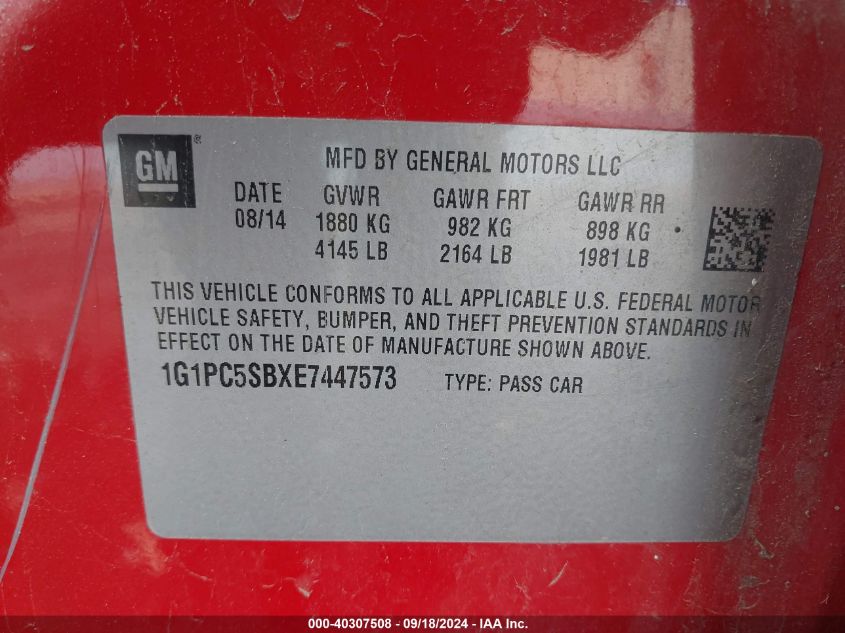 GM®
MFD BY GENERAL MOTORS LLC
DATE GVWR GAWR FRT GAWR RR
08/14 1880 KG 982 KG 898 KG
4145 LB 2164 LB 1981 LB
THIS VEHICLE CONFORMS TO ALL APPLICABLE U.S. FEDERAL MOTOR
VEHICLE SAFETY, BUMPER, AND THEFT PREVENTION STANDARDS IN
EFFECT ON THE DATE OF MANUFACTURE SHOWN ABOVE.
1G1PC5SBXE7447573 TYPE: PASS CAR
000-40307508 - 09/18/2024 - IAA Inc.